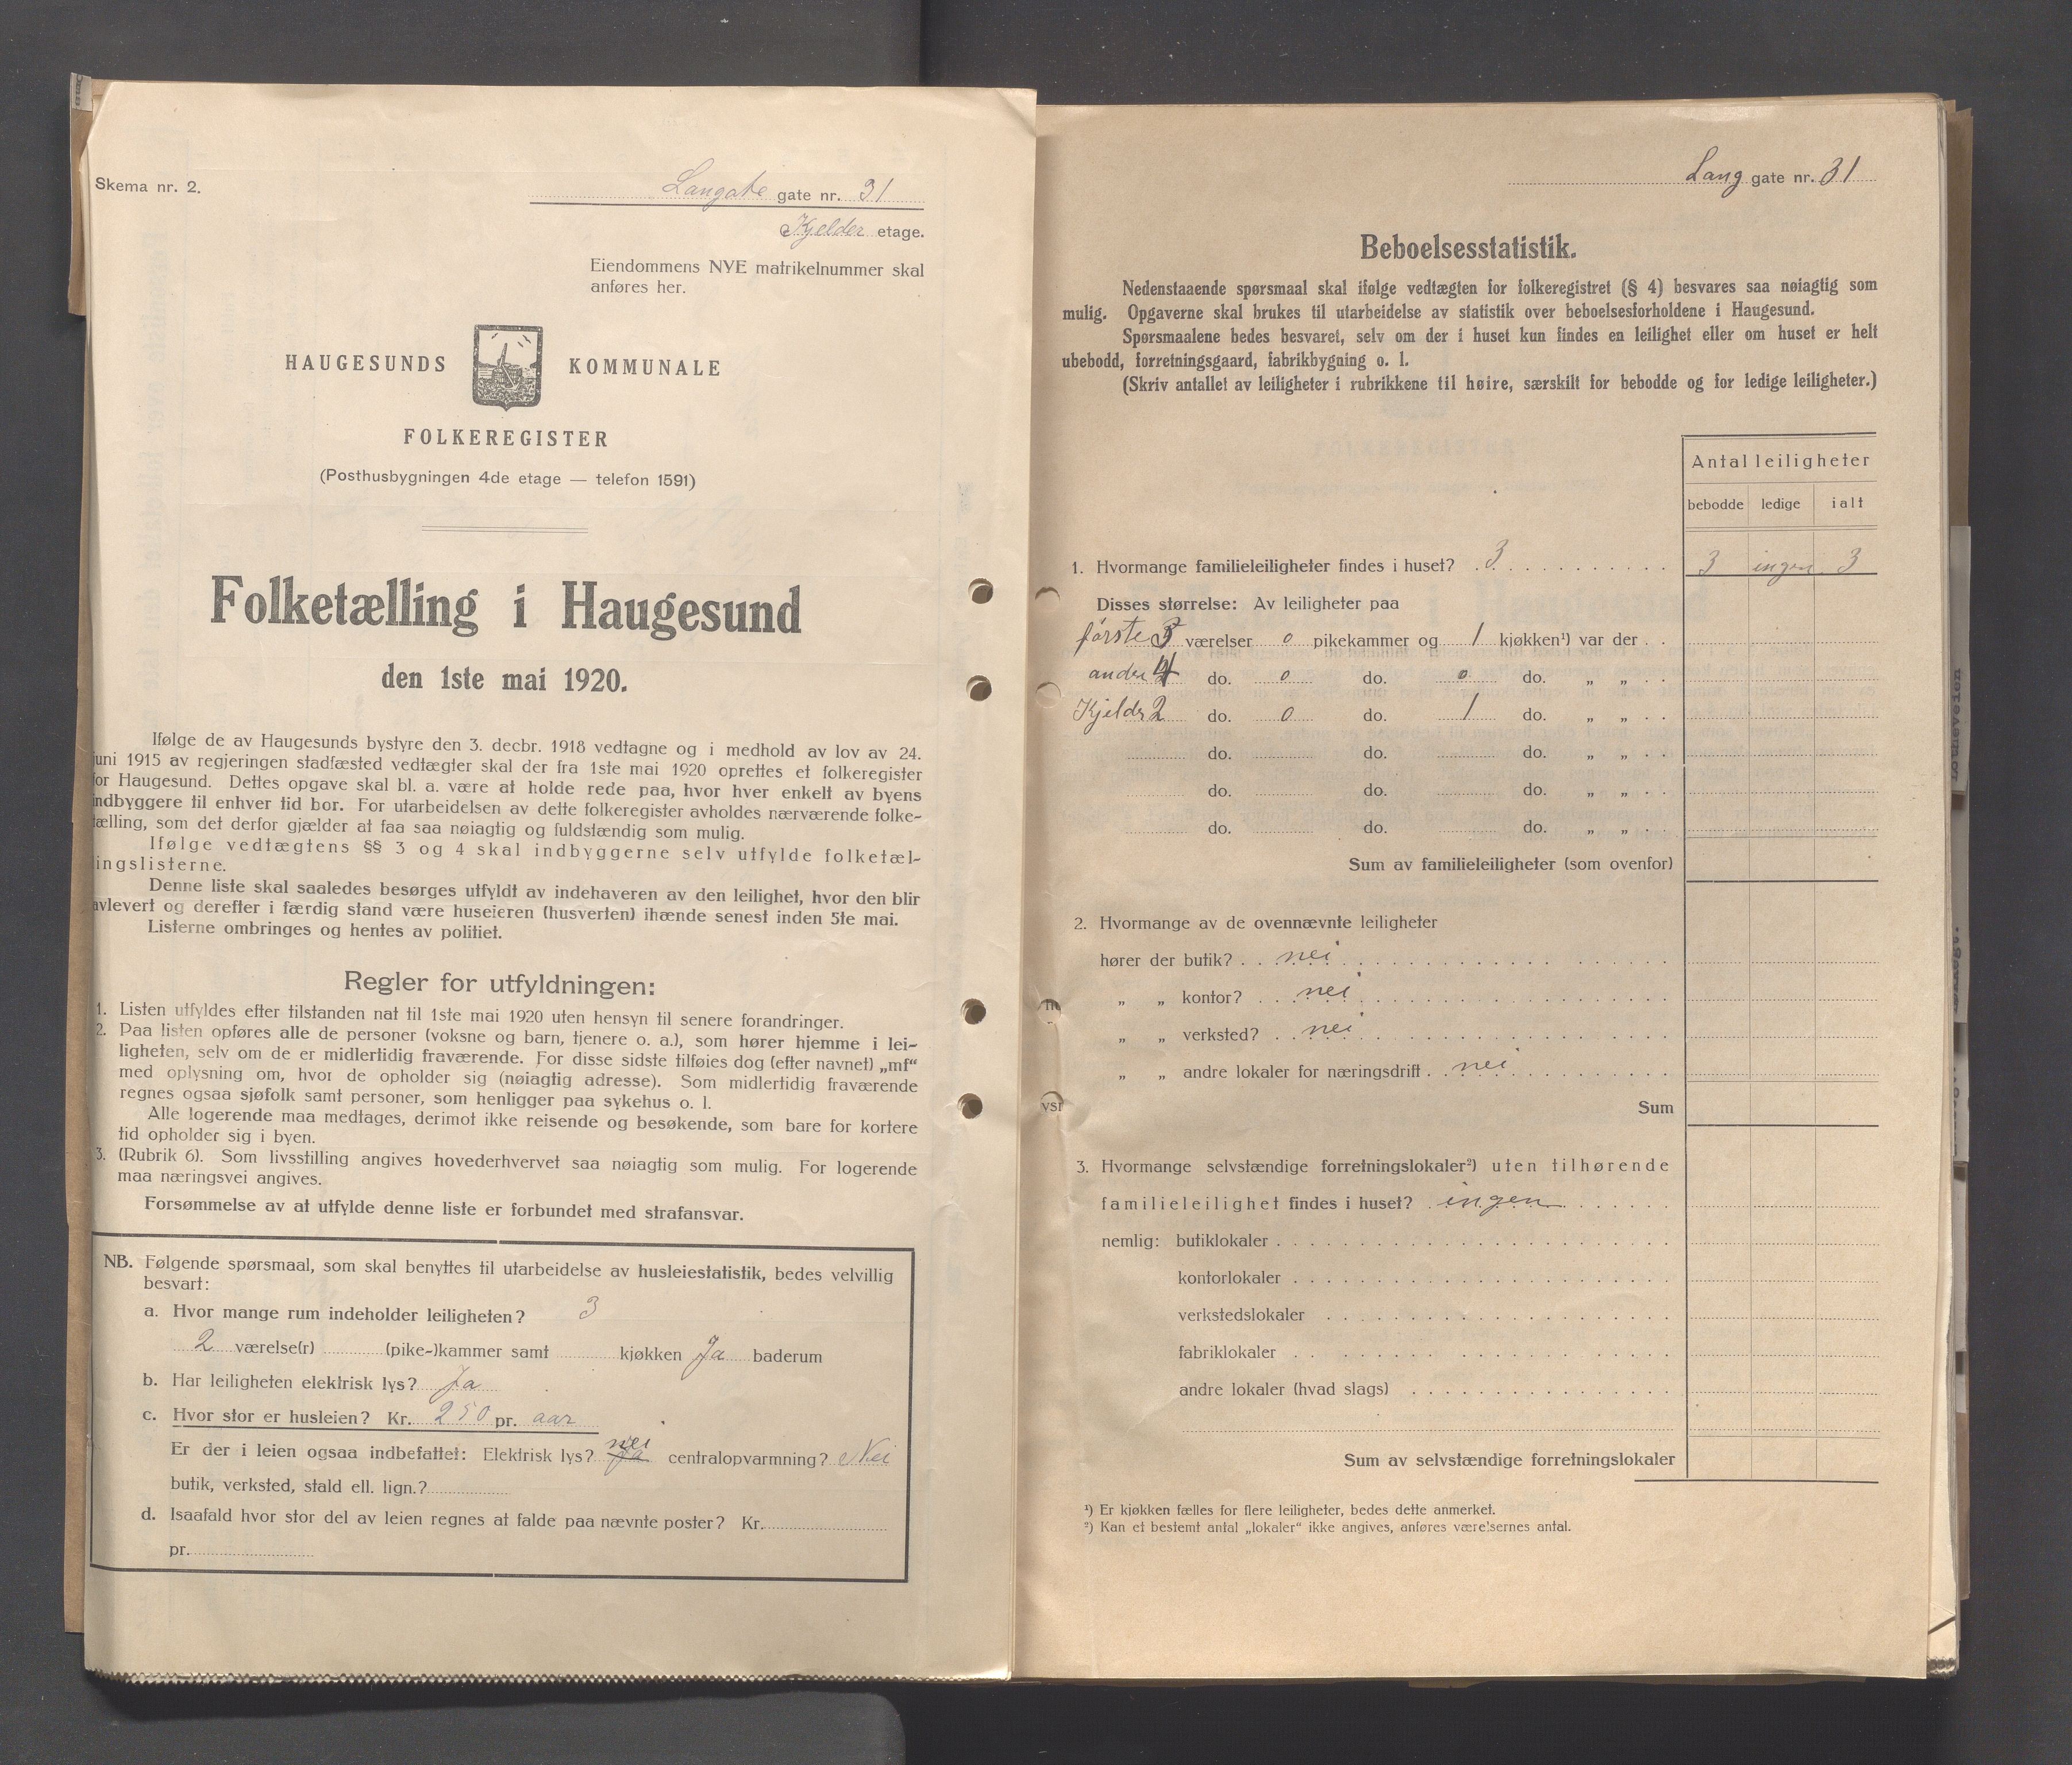 Skema nr. 2.
Langate gate nr. 31
Kjelder etage.
Eiendommens NYE matrikelnummer skal
anføres her.
HAUGESUNDS KOMMUNALE
FOLKEREGISTER
(Posthusbygningen 4de etage — telefon 1591)
Folketælling i Haugesund
den 1ste mai 1920.
Ifølge de av Haugesunds bystyre den 3. decbr. 1918 vedtagne og i medhold av lov av 24.
juni 1915 av regjeringen stadfæsted vedtægter skal der fra 1ste mai 1920 oprettes et folkeregister
for Haugesund. Dettes opgave skal bl. a. være at holde rede paa, hvor hver enkelt av byens
indbyggere til enhver tid bor. For utarbeidelsen av dette folkeregister avholdes nærværende folke-
tælling, som det derfor gjælder at faa saa nøiagtig og fuldstændig som mulig.
Ifølge vedtægtens §§ 3 og 4 skal indbyggerne selv utfylde folketæl-
lingslisterne.
Denne liste skal saaledes besørges utfyldt av indehaveren av den leilighet, hvor den blir
avlevert og derefter i færdig stand være huseieren (husverten) ihænde senest inden 5te mai.
Listerne ombringes og hentes av politiet.
Regler for utfyldningen:
1. Listen utfyldes efter tilstanden nat til 1ste mai 1920 uten hensyn til senere forandringer.
2. Paa listen opføres alle de personer (voksne og barn, tjenere o. a.), som hører hjemme i lei-
ligheten, selv om de er midlertidig fraværende. For disse sidste tilføies dog (efter navnet) „mf“
med oplysning om, hvor de opholder sig (nøiagtig adresse). Som midlertidig fraværende
regnes ogsaa sjøfolk samt personer, som henligger paa sykehus o. l.
Alle logerende maa medtages, derimot ikke reisende og besøkende, som bare for kortere
tid opholder sig i byen.
3. (Rubrik 6). Som livsstilling angives hovederhvervet saa nøiagtig som mulig. For logerende
maa næringsvei angives.
Forsømmelse av at utfylde denne liste er forbundet med strafansvar.
NB. Følgende spørsmaal, som skal benyttes til utarbeidelse av husleiestatistik, bedes velvillig
besvart:
a. Hvor mange rum indeholder leiligheten? 3
2 værelse(r) (pike-)kammer samt kjøkken Ja baderum
b. Har leiligheten elektrisk lys? Ja
c. Hvor stor er husleien? Kr. 250 pr. aar
Er der i leien ogsaa indbefattet: Elektrisk lys? Ja nei centralopvarmning? Nei
butik, verksted, stald ell. lign.?
d. Isaafald hvor stor del av leien regnes at falde paa nævnte poster? Kr.
pr.
Lang gate nr. 31
Beboelsesstatistik.
Nedenstaaende spørsmaal skal ifølge vedtægten for folkeregistret (§ 4) besvares saa nøiagtig som
mulig. Opgaverne skal brukes til utarbeidelse av statistik over beboelsesforholdene i Haugesund.
Spørsmaalene bedes besvaret, selv om der i huset kun findes en leilighet eller om huset er helt
ubebodd, forretningsgaard, fabrikbygning o. l.
(Skriv antallet av leiligheter i rubrikkene til høire, særskilt for bebodde og for ledige leiligheter.)
Antal leiligheter
bebodde ledige ialt
1. Hvormange familieleiligheter findes i huset? 3 3 ingen 3
Disses størrelse: Av leiligheter paa
første 3 værelser 0 pikekammer og 1 kjøkken¹) var der
andre 4 do. 0 do. 0 do. „ „
Kjelder 2 do. 0 do. 1 do. „ „
do. do. do. „ „
do. do. do. „ „
do. do. do. „ „
Sum av familieleiligheter (som ovenfor)
2. Hvormange av de ovennævnte leiligheter
hører der butik? nei
„ „ kontor? nei
„ „ verksted? nei
„ „ andre lokaler for næringsdrift nei
Sum
3. Hvormange selvstændige forretningslokaler²) uten tilhørende
familieleilighet findes i huset? ingen
nemlig: butiklokaler
kontorlokaler
verkstedslokaler
fabriklokaler
andre lokaler (hvad slags)
Sum av selvstændige forretningslokaler
¹) Er kjøkken fælles for flere leiligheter, bedes dette anmerket.
²) Kan et bestemt antal „lokaler“ ikke angives, anføres værelsernes antal.